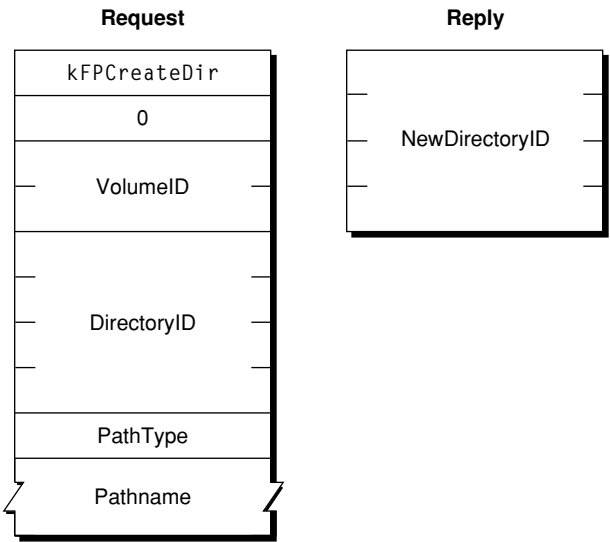 Request
kFPCreateDir
0
VolumeID
DirectoryID
PathType
Pathname
Reply
NewDirectoryID